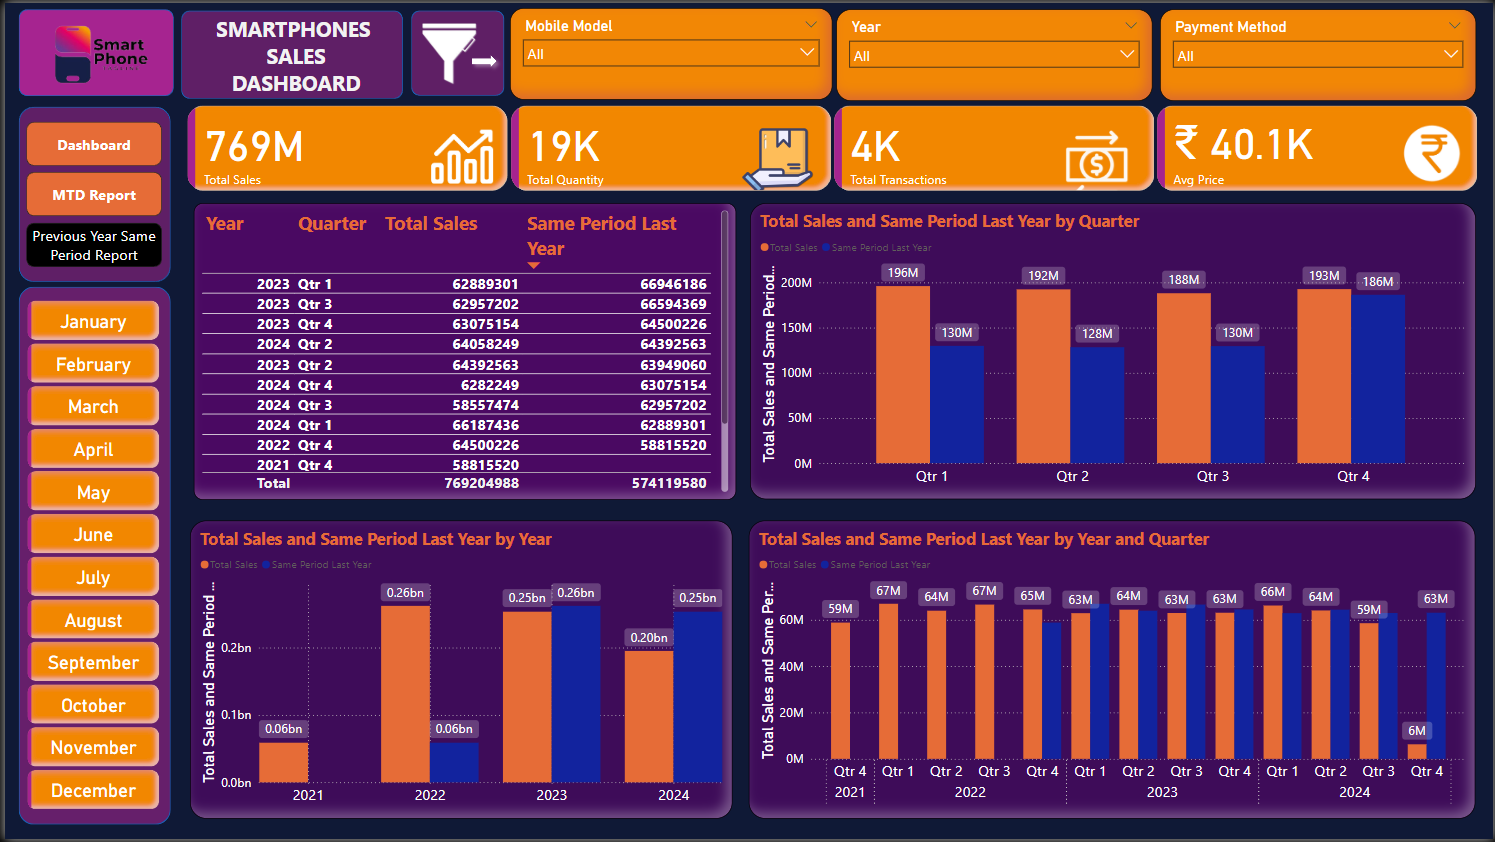 Smart
Phone
SMARTPHONES
SALES
DASHBOARD
Mobile Model
All
Year
All
Payment Method
All
Dashboard
MTD Report
Previous Year Same
Period Report
January
February
March
April
May
June
July
August
September
October
November
December
769M
Total Sales
19K
Total Quantity
4K
Total Transactions
₹ 40.1K
Avg Price
Year Quarter Total Sales Same Period Last
Year
2023 Qtr 1 62889301 66946186
2023 Qtr 3 62957202 66594369
2023 Qtr 4 63075154 64500226
2024 Qtr 2 64058249 64392563
2023 Qtr 2 64392563 63949060
2024 Qtr 4 6282249 63075154
2024 Qtr 3 58557474 62957202
2024 Qtr 1 66187436 62889301
2022 Qtr 4 64500226 58815520
2021 Qtr 4 58815520
Total 769204988 574119580
Total Sales and Same Period Last Year by Quarter
Total Sales Same Period Last Year
Total Sales and Same Period...
200M
150M
100M
50M
0M
196M 130M 192M 128M 188M 130M 193M 186M
Qtr 1 Qtr 2 Qtr 3 Qtr 4
Total Sales and Same Period Last Year by Year
Total Sales Same Period Last Year
Total Sales and Same Period ...
0.2bn
0.1bn
0.0bn
0.06bn 0.26bn 0.06bn 0.25bn 0.26bn 0.20bn 0.25bn
2021 2022 2023 2024
Total Sales and Same Period Last Year by Year and Quarter
Total Sales Same Period Last Year
Total Sales and Same Per...
60M
40M
20M
0M
59M 67M 64M 67M 65M 63M 64M 63M 63M 66M 64M 59M 6M 63M
Qtr 4 Qtr 1 Qtr 2 Qtr 3 Qtr 4 Qtr 1 Qtr 2 Qtr 3 Qtr 4 Qtr 1 Qtr 2 Qtr 3 Qtr 4
2021 2022 2023 2024